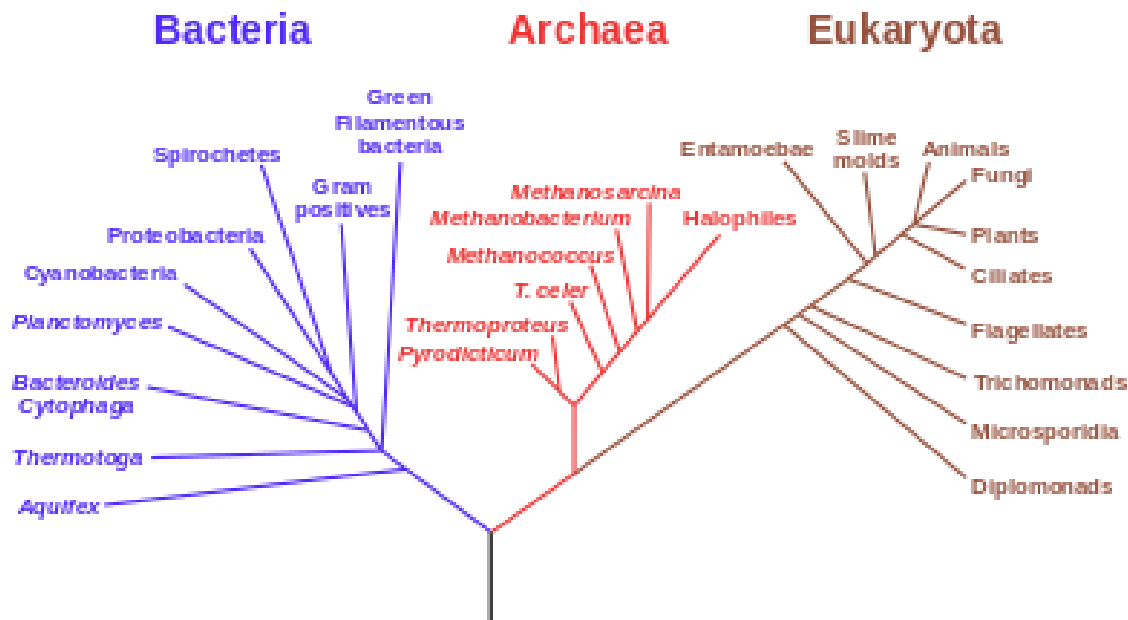 Bacteria
Archaea
Eukaryota
Green
Filamentous
bacteria
Spirochetes
Gram
positives
Proteobacteria
Cyanobacteria
Planctomyces
Bacteroides
Cytophaga
Thermotoga
Aquifex
Methanosarcina
Methanobacterium
Halophiles
Methanococcus
T. celer
Thermoproteus
Pyrodicticum
Entamoebae
Slime
molds
Animals
Fungi
Plants
Ciliates
Flagellates
Trichomonads
Microsporidia
Diplomonads